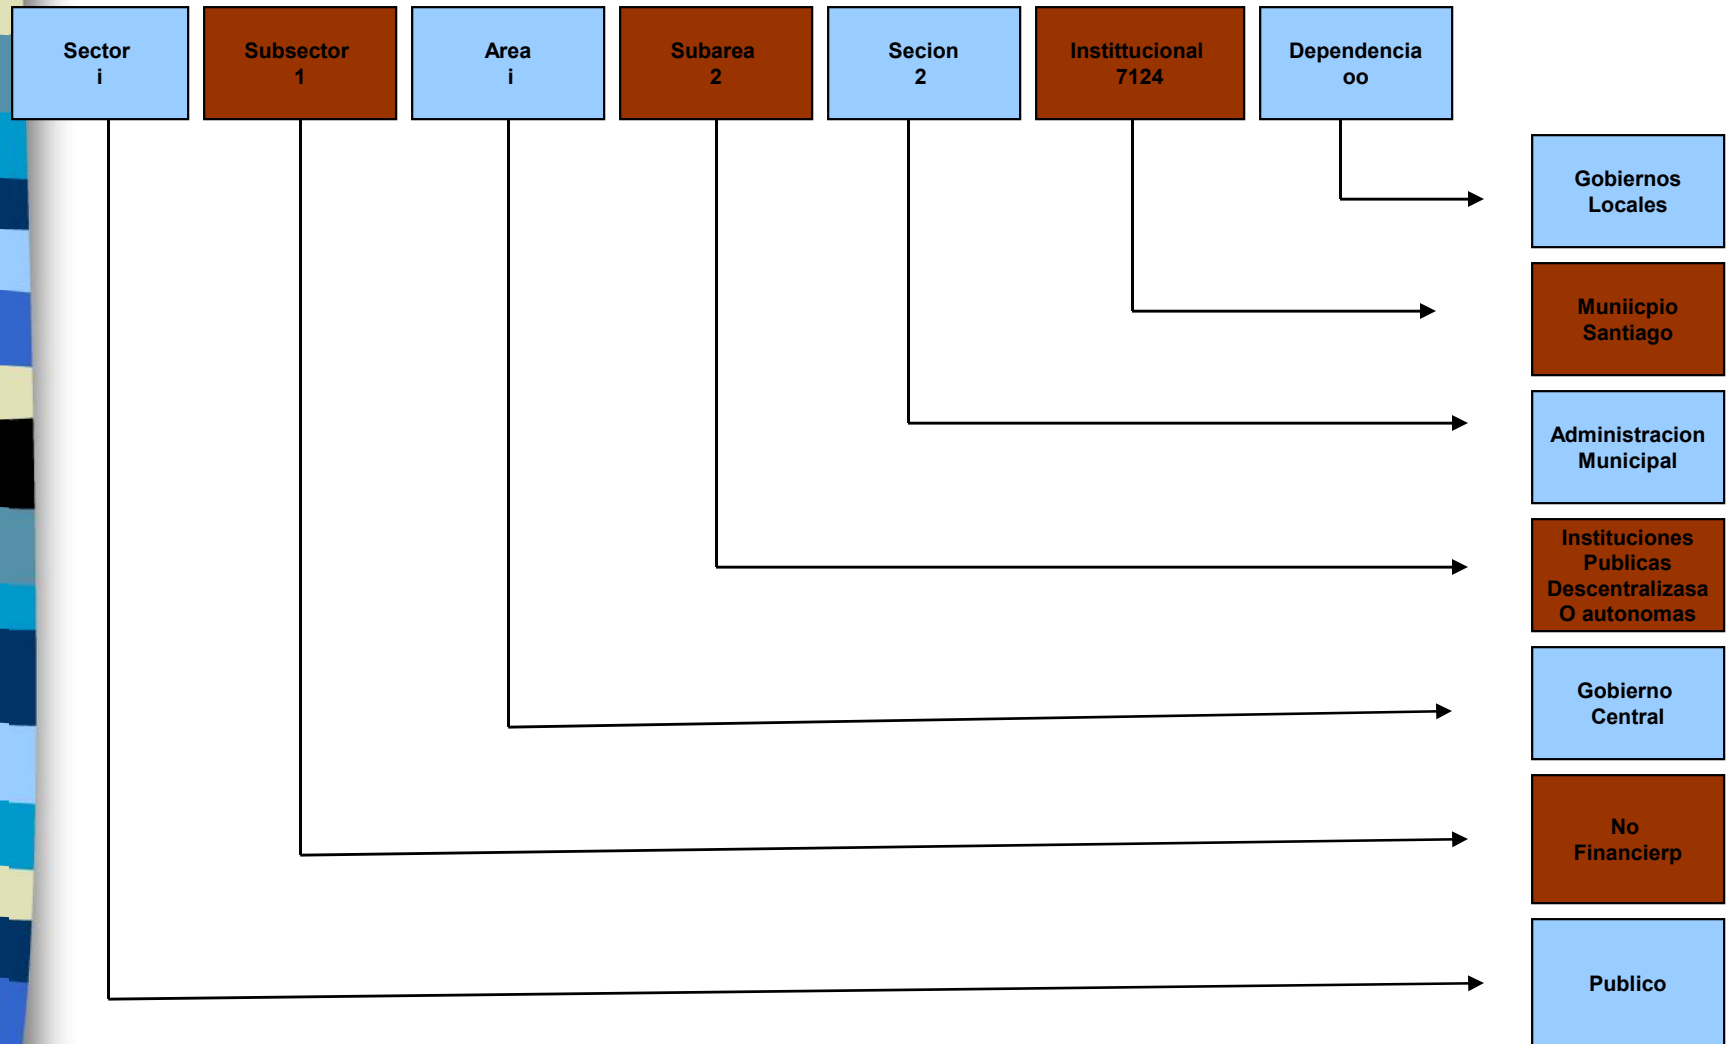 Sector
i
Subsector
1
Area
i
Subarea
2
Secion
2
Instittucional
7124
Dependencia
oo
Gobiernos
Locales
Muniicpio
Santiago
Administracion
Municipal
Instituciones
Publicas
Descentralizasa
O autonomas
Gobierno
Central
No
Financierp
Publico